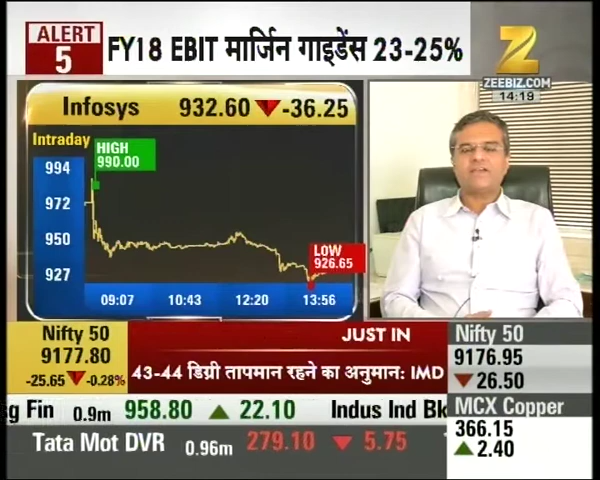 ALERT
5
FY18 EBIT मार्जिन गाइडेंस 23-25%
ZEEBIZ.COM
14:19
Infosys 932.60 -36.25
Intraday
HIGH
990.00
994
972
950
927
LOW
926.65
09:07 10:43 12:20 13:56
Nifty 50
9177.80
-25.65 -0.28%
JUST IN
43-44 डिग्री तापमान रहने का अनुमान: IMD
Nifty 50
9176.95
26.50
MCX Copper
366.15
2.40
Fin 0.9m 958.80 22.10 Indus Ind Bk
Tata Mot DVR 0.96m 279.10 5.75